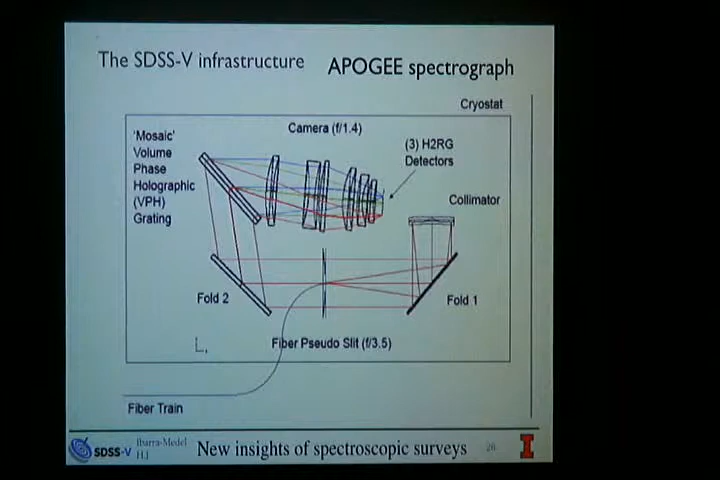 The SDSS-V infrastructure
APOGEE spectrograph
Cryostat
'Mosaic'
Volume
Phase
Holographic
(VPH)
Grating
Camera (f/1.4)
(3) H2RG
Detectors
Collimator
Fold 2
Fold 1
Fiber Pseudo Slit (f/3.5)
Fiber Train
SDSS-V
Ibarra-Medel
HJ
New insights of spectroscopic surveys
26
I